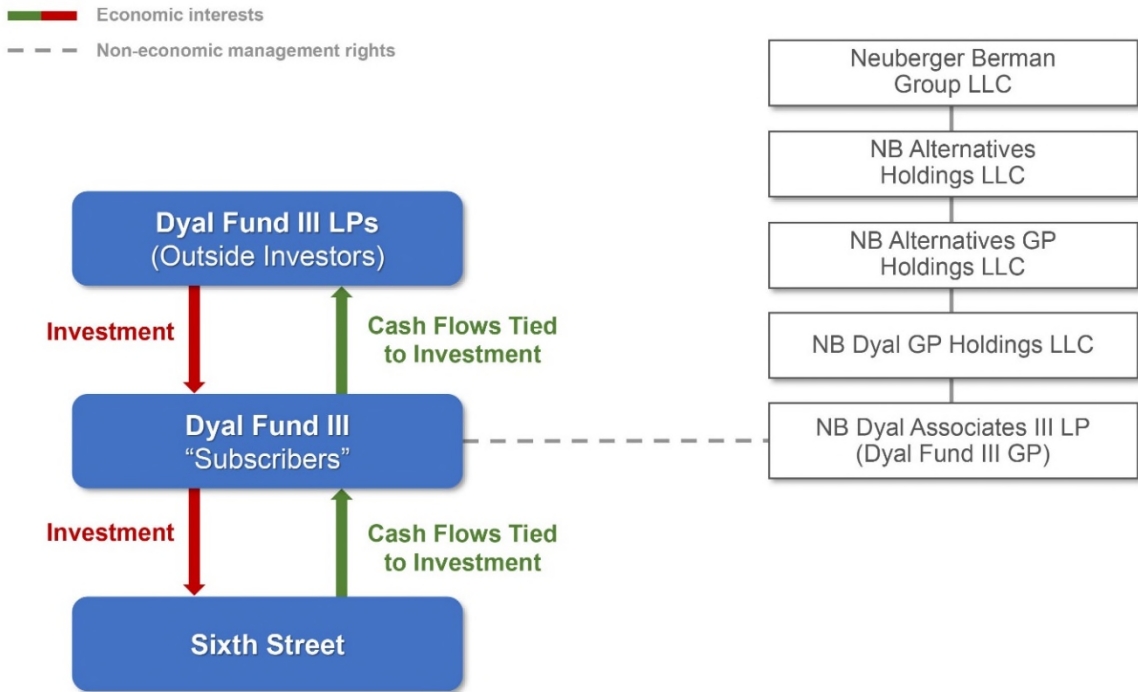 Economic interests
Non-economic management rights
Neuberger Berman
Group LLC
NB Alternatives
Holdings LLC
NB Alternatives GP
Holdings LLC
NB Dyal GP Holdings LLC
NB Dyal Associates III LP
(Dyal Fund III GP)
Dyal Fund III LPs
(Outside Investors)
Investment
Cash Flows Tied
to Investment
Dyal Fund III
“Subscribers”
Investment
Cash Flows Tied
to Investment
Sixth Street